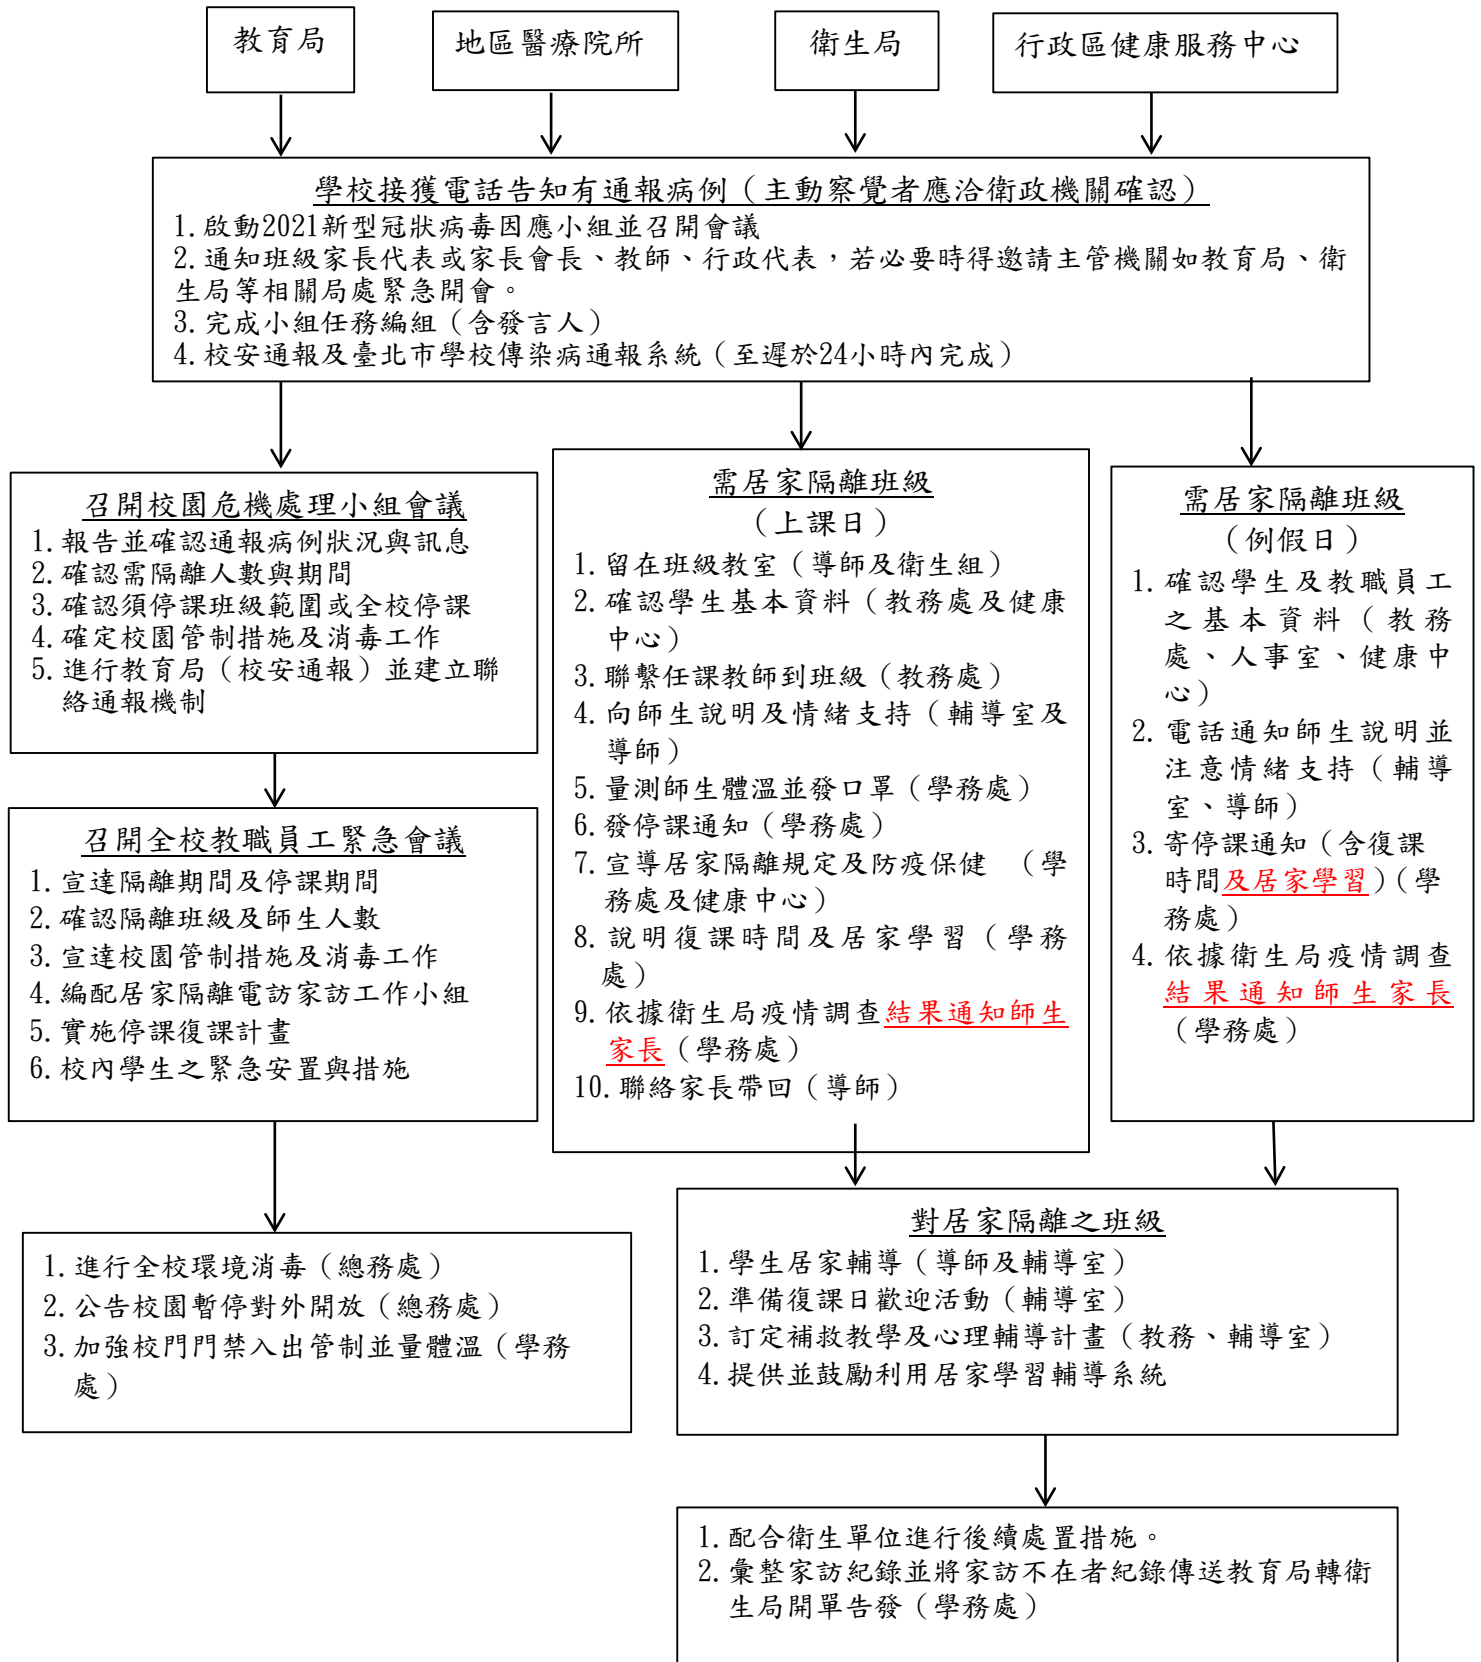 教育局
地區醫療院所
衛生局
行政區健康服務中心
學校接獲電話告知有通報病例（主動察覺者應洽衛政機關確認）
1.啟動2021新型冠狀病毒因應小組並召開會議
2.通知班級家長代表或家長會長、教師、行政代表，若必要時得邀請主管機關如教育局、衛
生局等相關局處緊急開會。
3.完成小組任務編組（含發言人）
4.校安通報及臺北市學校傳染病通報系統（至遲於24小時內完成）
召開校園危機處理小組會議
1.報告並確認通報病例狀況與訊息
2.確認需隔離人數與期間
3.確認須停課班級範圍或全校停課
4.確定校園管制措施及消毒工作
5.進行教育局（校安通報）並建立聯
絡通報機制
需居家隔離班級
（上課日）
1.留在班級教室（導師及衛生組）
2.確認學生基本資料（教務處及健康
中心）
3.聯繫任課教師到班級（教務處）
4.向師生說明及情緒支持（輔導室及
導師）
5.量測師生體溫並發口罩（學務處）
6.發停課通知（學務處）
7.宣導居家隔離規定及防疫保健 （學
務處及健康中心）
8.說明復課時間及居家學習（學務
處）
9.依據衛生局疫情調查結果通知師生
家長（學務處）
10.聯絡家長帶回（導師）
需居家隔離班級
（例假日）
1.確認學生及教職員工
之基本資料（教務
處、人事室、健康中
心）
2.電話通知師生說明並
注意情緒支持（輔導
室、導師）
3.寄停課通知（含復課
時間及居家學習）（學
務處）
4.依據衛生局疫情調查
結果通知師生家長
（學務處）
召開全校教職員工緊急會議
1.宣達隔離期間及停課期間
2.確認隔離班級及師生人數
3.宣達校園管制措施及消毒工作
4.編配居家隔離電訪家訪工作小組
5.實施停課復課計畫
6.校內學生之緊急安置與措施
1.進行全校環境消毒（總務處）
2.公告校園暫停對外開放（總務處）
3.加強校門門禁入出管制並量體溫（學務
處）
對居家隔離之班級
1.學生居家輔導（導師及輔導室）
2.準備復課日歡迎活動（輔導室）
3.訂定補救教學及心理輔導計畫（教務、輔導室）
4.提供並鼓勵利用居家學習輔導系統
1.配合衛生單位進行後續處置措施。
2.彙整家訪紀錄並將家訪不在者紀錄傳送教育局轉衛
生局開單告發（學務處）